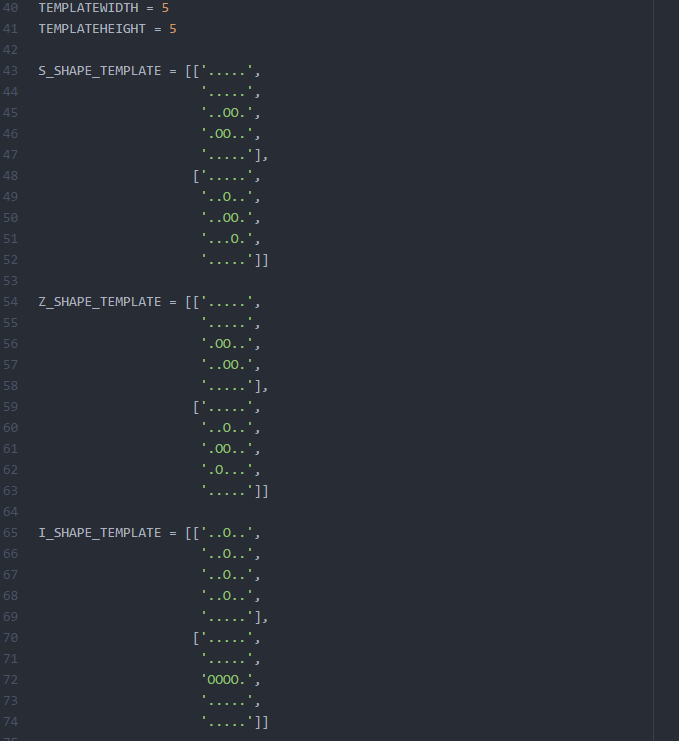 40 TEMPLATEWIDTH = 5
41 TEMPLATEHEIGHT = 5
42
43 S_SHAPE_TEMPLATE = [['.....',
44                      '.....',
45                      '..OO.',
46                      '.OO..',
47                      '.....'],
48                     ['.....',
49                      '..O..',
50                      '..OO.',
51                      '...O.',
52                      '.....']]
53
54 Z_SHAPE_TEMPLATE = [['.....',
55                      '.....',
56                      '.OO..',
57                      '..OO.',
58                      '.....'],
59                     ['.....',
60                      '..O..',
61                      '.OO..',
62                      '.O...',
63                      '.....']]
64
65 I_SHAPE_TEMPLATE = [['..O..',
66                      '..O..',
67                      '..O..',
68                      '..O..',
69                      '.....'],
70                     ['.....',
71                      '.....',
72                      'OOOO.',
73                      '.....',
74                      '.....']]